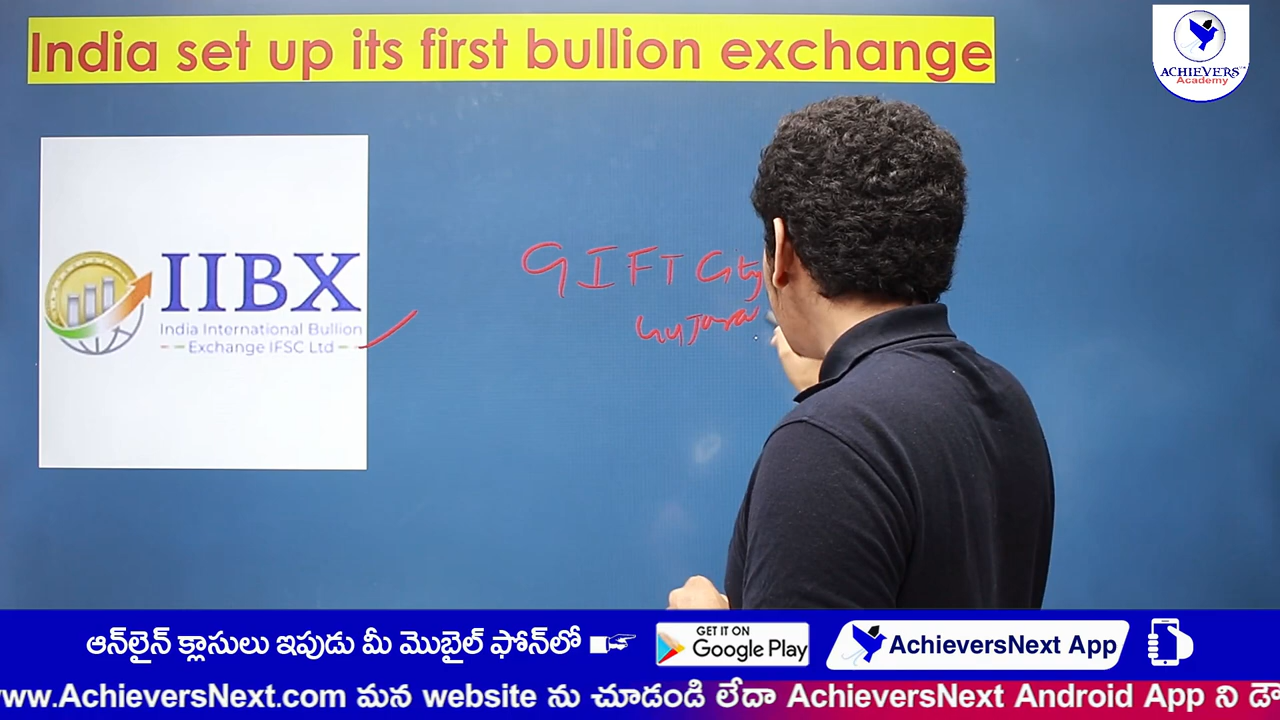 India set up its first bullion exchange
ACHIEVERS
Academy
IIBX
India International Bullion
Exchange IFSC Ltd
GIFT City
Gujara
ఆన్‌లైన్ క్లాసులు ఇపుడు మీ మొబైల్ ఫోన్‌లో
GET IT ON
Google Play
AchieversNext App
www.AchieversNext.com మన website ను చూడండి లేదా AchieversNext Android App ని డౌ